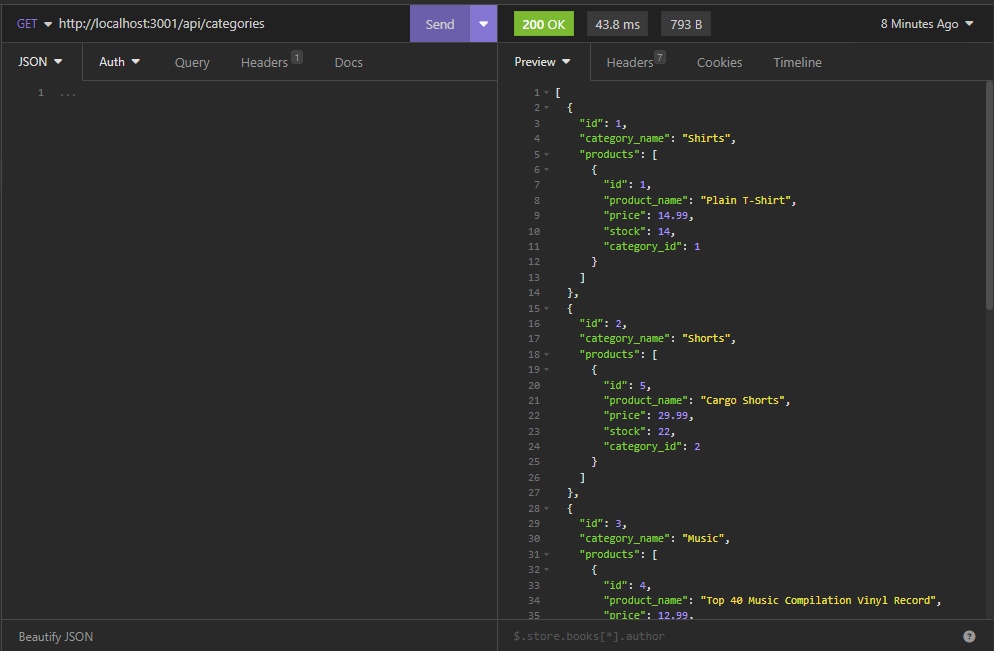 GET http://localhost:3001/api/categories Send 200 OK 43.8 ms 793 B 8 Minutes Ago
JSON Auth Query Headers 1 Docs Preview Headers 7 Cookies Timeline
1 ...
1 [
2 {
3 "id": 1,
4 "category_name": "Shirts",
5 "products": [
6 {
7 "id": 1,
8 "product_name": "Plain T-Shirt",
9 "price": 14.99,
10 "stock": 14,
11 "category_id": 1
12 }
13 ]
14 },
15 {
16 "id": 2,
17 "category_name": "Shorts",
18 "products": [
19 {
20 "id": 5,
21 "product_name": "Cargo Shorts",
22 "price": 29.99,
23 "stock": 22,
24 "category_id": 2
25 }
26 ]
27 },
28 {
29 "id": 3,
30 "category_name": "Music",
31 "products": [
32 {
33 "id": 4,
34 "product_name": "Top 40 Music Compilation Vinyl Record",
35 "price": 12.99,
Beautify JSON $.store.books[*].author ?